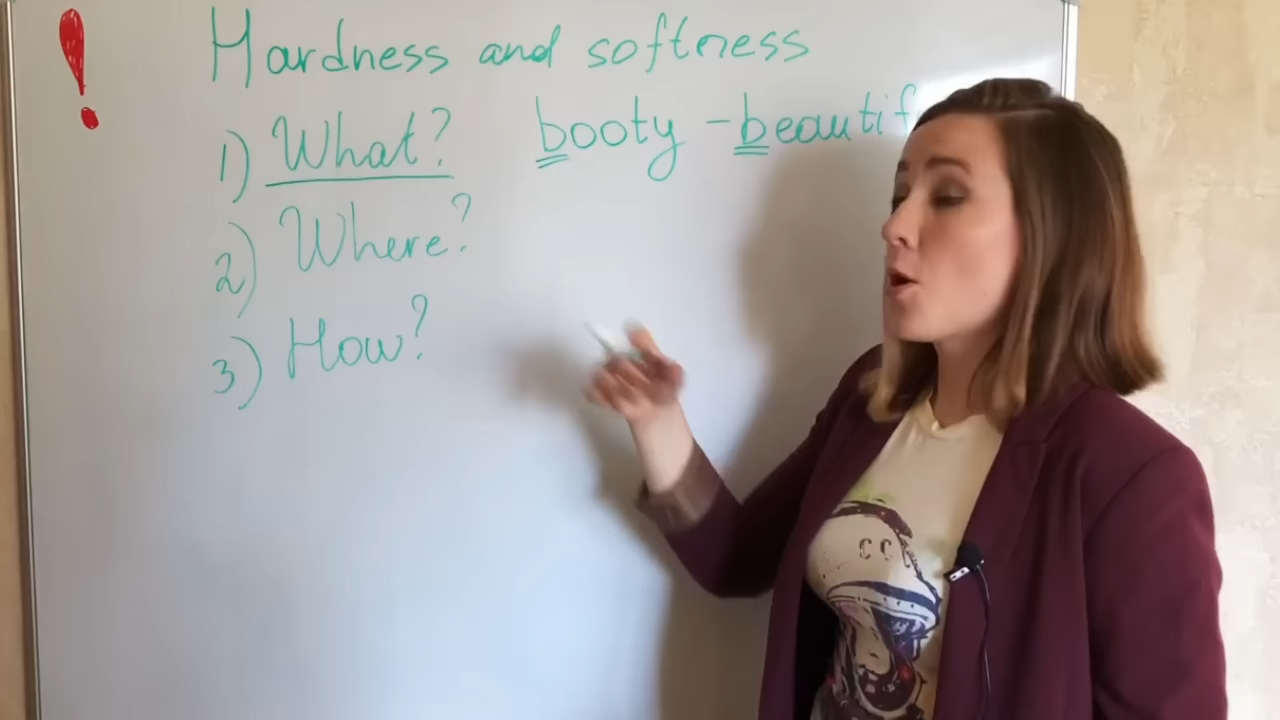 !
Hardness and softness
1) What? booty - beautif
2) Where?
3) How?